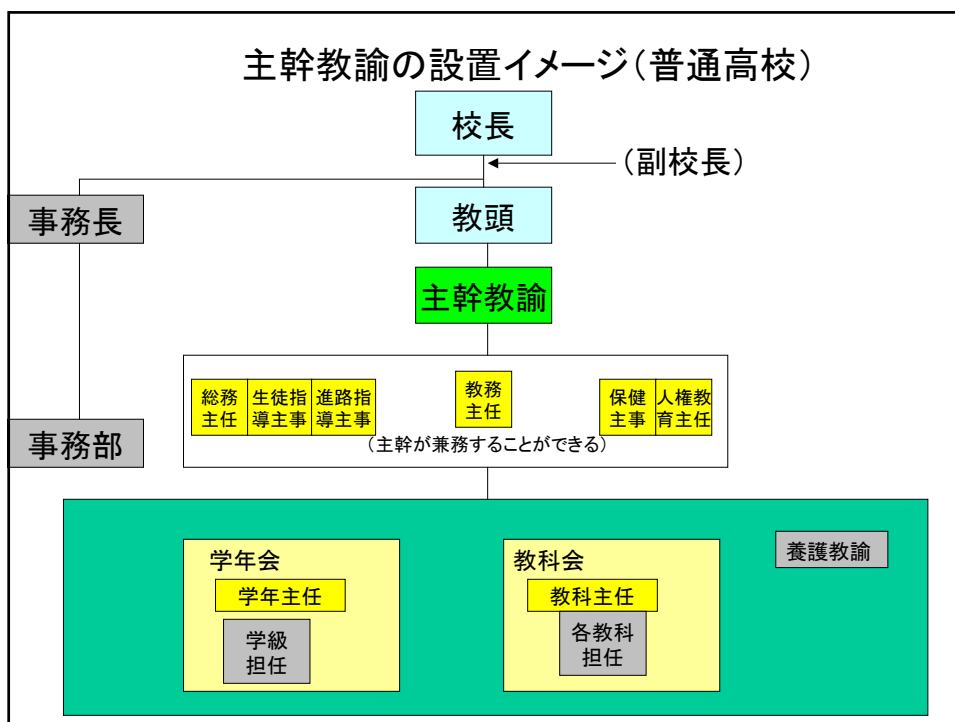 主幹教諭の設置イメージ（普通高校）
校長
（副校長）
事務長
教頭
主幹教諭
総務
主任
生徒指
導主事
進路指
導主事
教務
主任
保健
主事
人権教
育主任
（主幹が兼務することができる）
事務部
養護教諭
学年会
学年主任
学級
担任
教科会
教科主任
各教科
担任